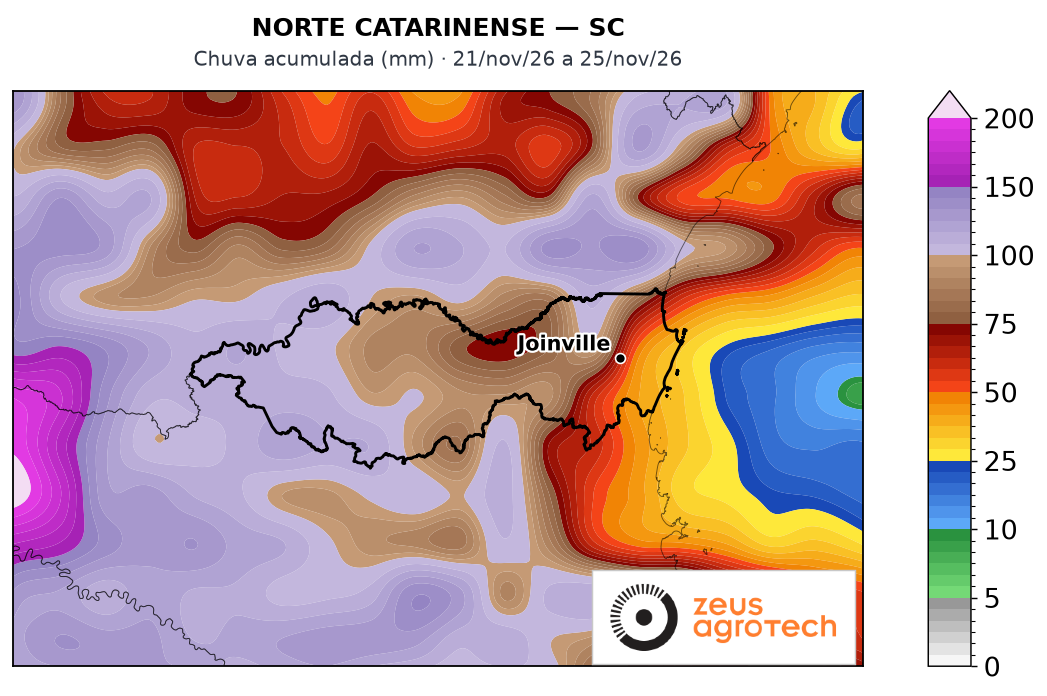 NORTE CATARINENSE — SC
Chuva acumulada (mm) · 21/nov/26 a 25/nov/26
200
150
100
75
50
25
10
5
0
Joinville
zeus
agrotech